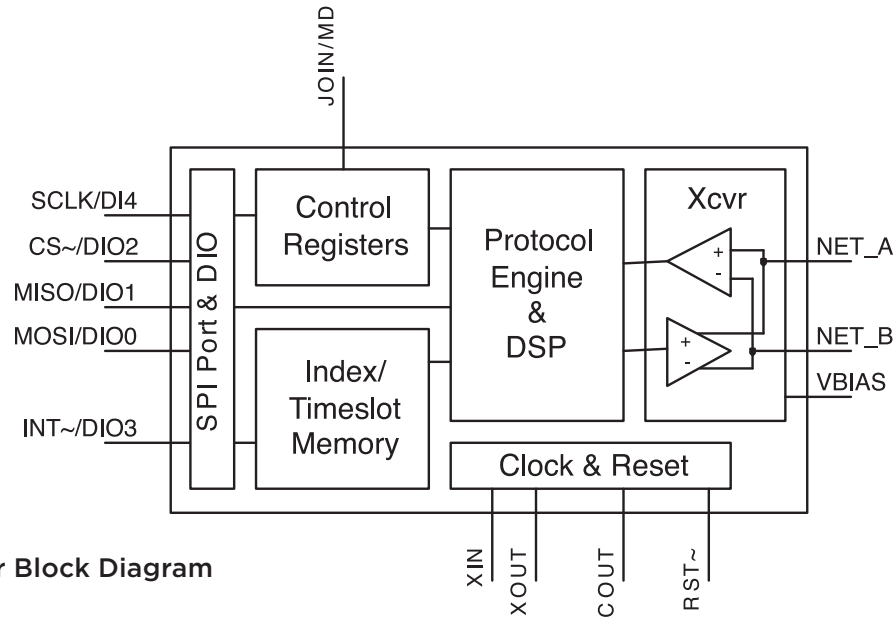 JOIN/MD
SCLK/DI4
CS~/DIO2
MISO/DIO1
MOSI/DIO0
INT~/DIO3
SPI Port & DIO
Control
Registers
Index/
Timeslot
Memory
Protocol
Engine
&
DSP
Xcvr
+
-
+
-
NET_A
NET_B
VBIAS
Clock & Reset
XIN
XOUT
COUT
RST~
r Block Diagram